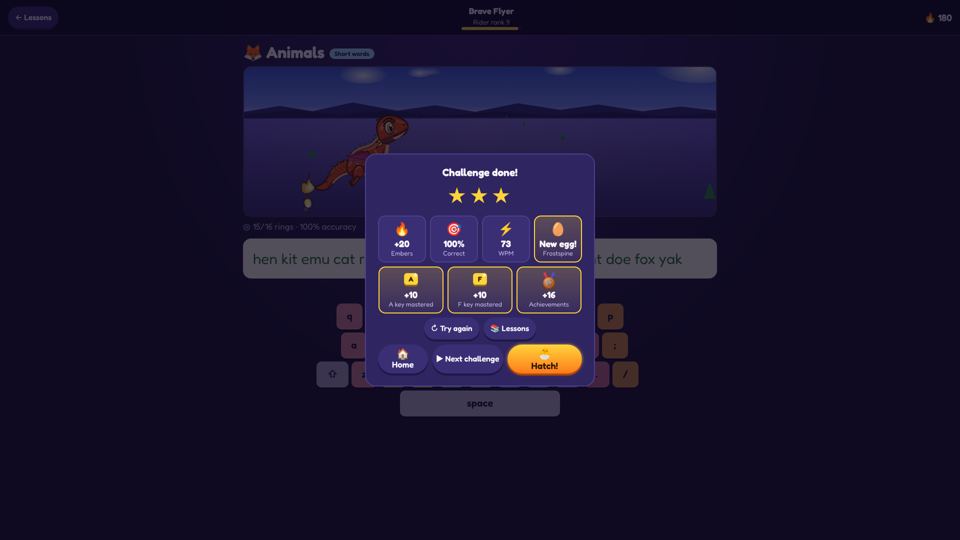 ← Lessons
Brave Flyer
Rider rank 9
🔥 180
Animals
Short words
Challenge done!
15/16 rings · 100% accuracy
+20
Embers
100%
Correct
73
WPM
New egg!
Frostspine
hen kit emu cat
doe fox yak
A
+10
A key mastered
F
+10
F key mastered
+16
Achievements
q
p
↻ Try again
Lessons
a
;
Home
▶ Next challenge
Hatch!
⇧
/
space